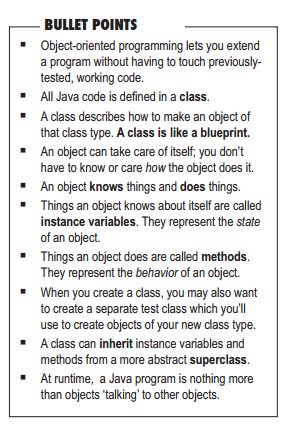 BULLET POINTS
▪ Object-oriented programming lets you extend
a program without having to touch previously-
tested, working code.
▪ All Java code is defined in a class.
▪ A class describes how to make an object of
that class type. A class is like a blueprint.
▪ An object can take care of itself; you don't
have to know or care how the object does it.
▪ An object knows things and does things.
▪ Things an object knows about itself are called
instance variables. They represent the state
of an object.
▪ Things an object does are called methods.
They represent the behavior of an object.
▪ When you create a class, you may also want
to create a separate test class which you'll
use to create objects of your new class type.
▪ A class can inherit instance variables and
methods from a more abstract superclass.
▪ At runtime, a Java program is nothing more
than objects 'talking' to other objects.